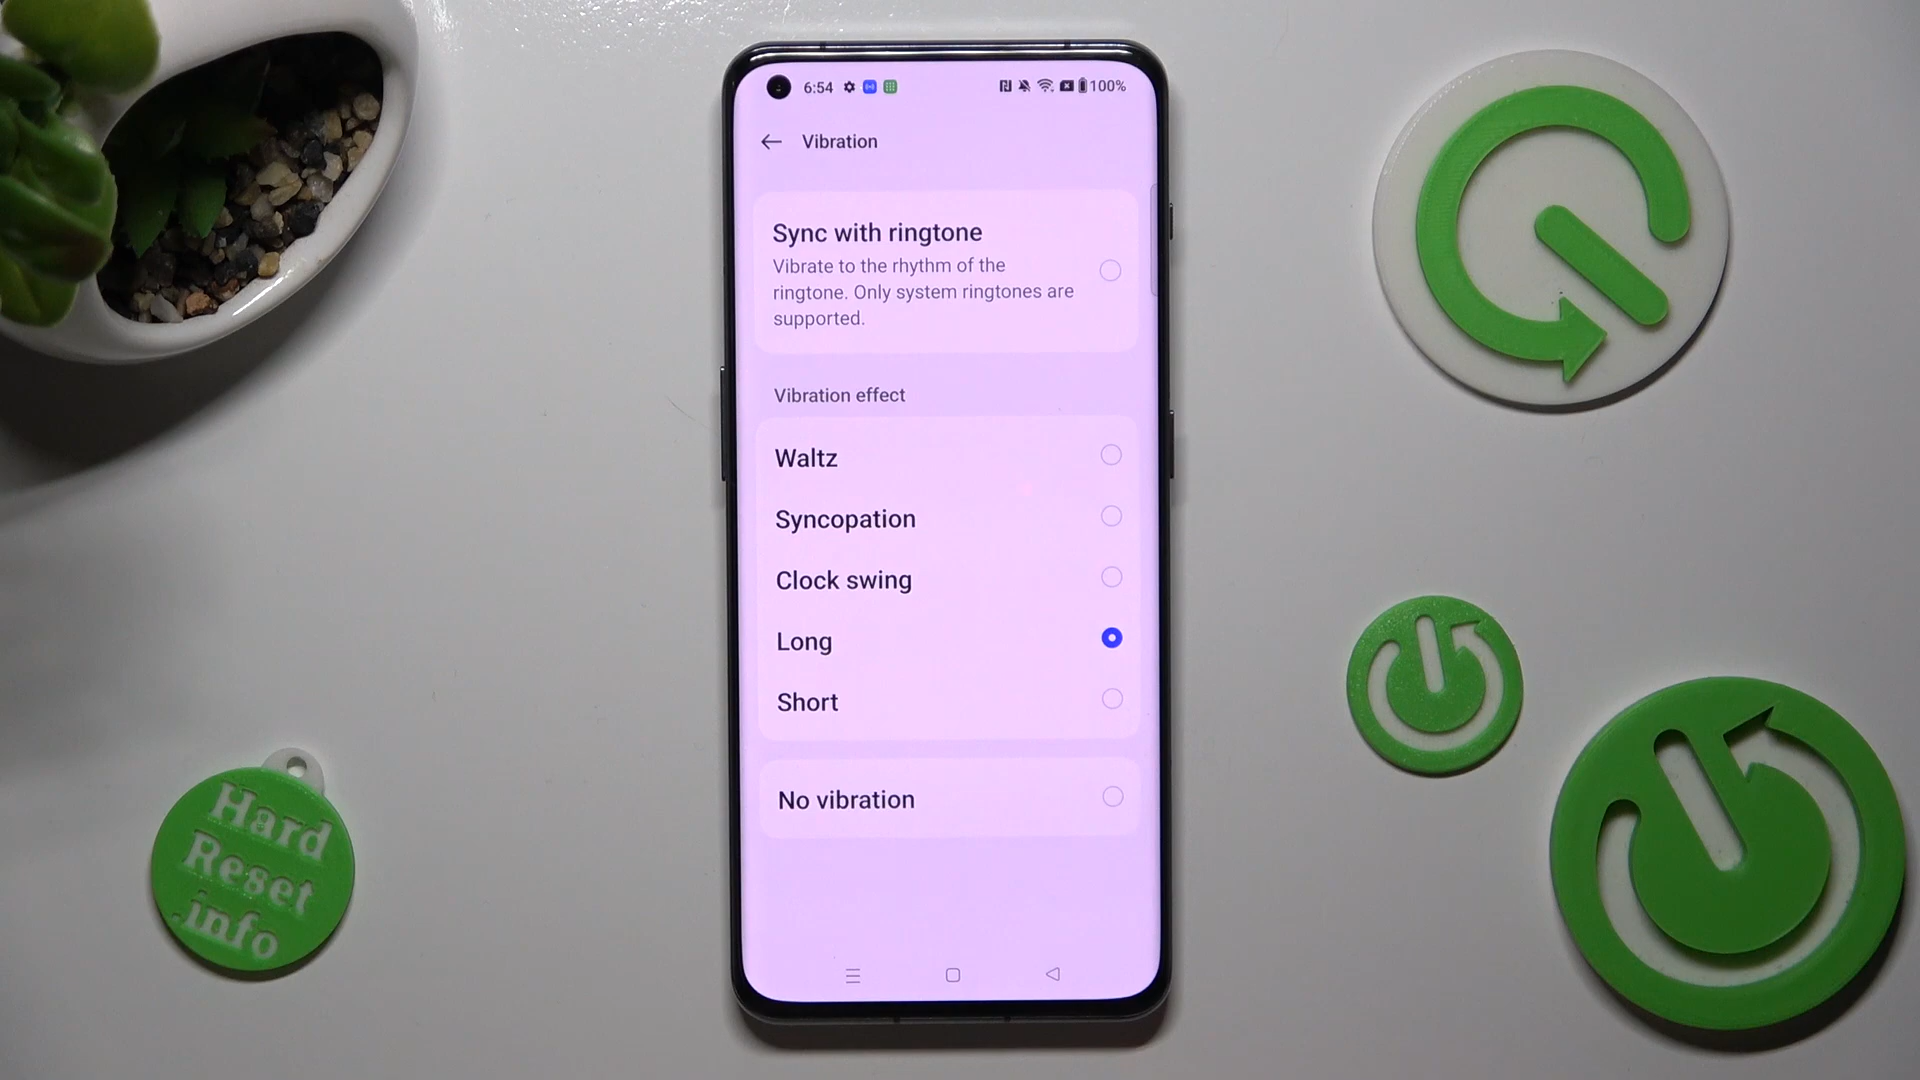 6:54
100%
Vibration
Sync with ringtone
Vibrate to the rhythm of the
ringtone. Only system ringtones are
supported.
Vibration effect
Waltz
Syncopation
Clock swing
Long
Short
No vibration
Hard
Reset
.info